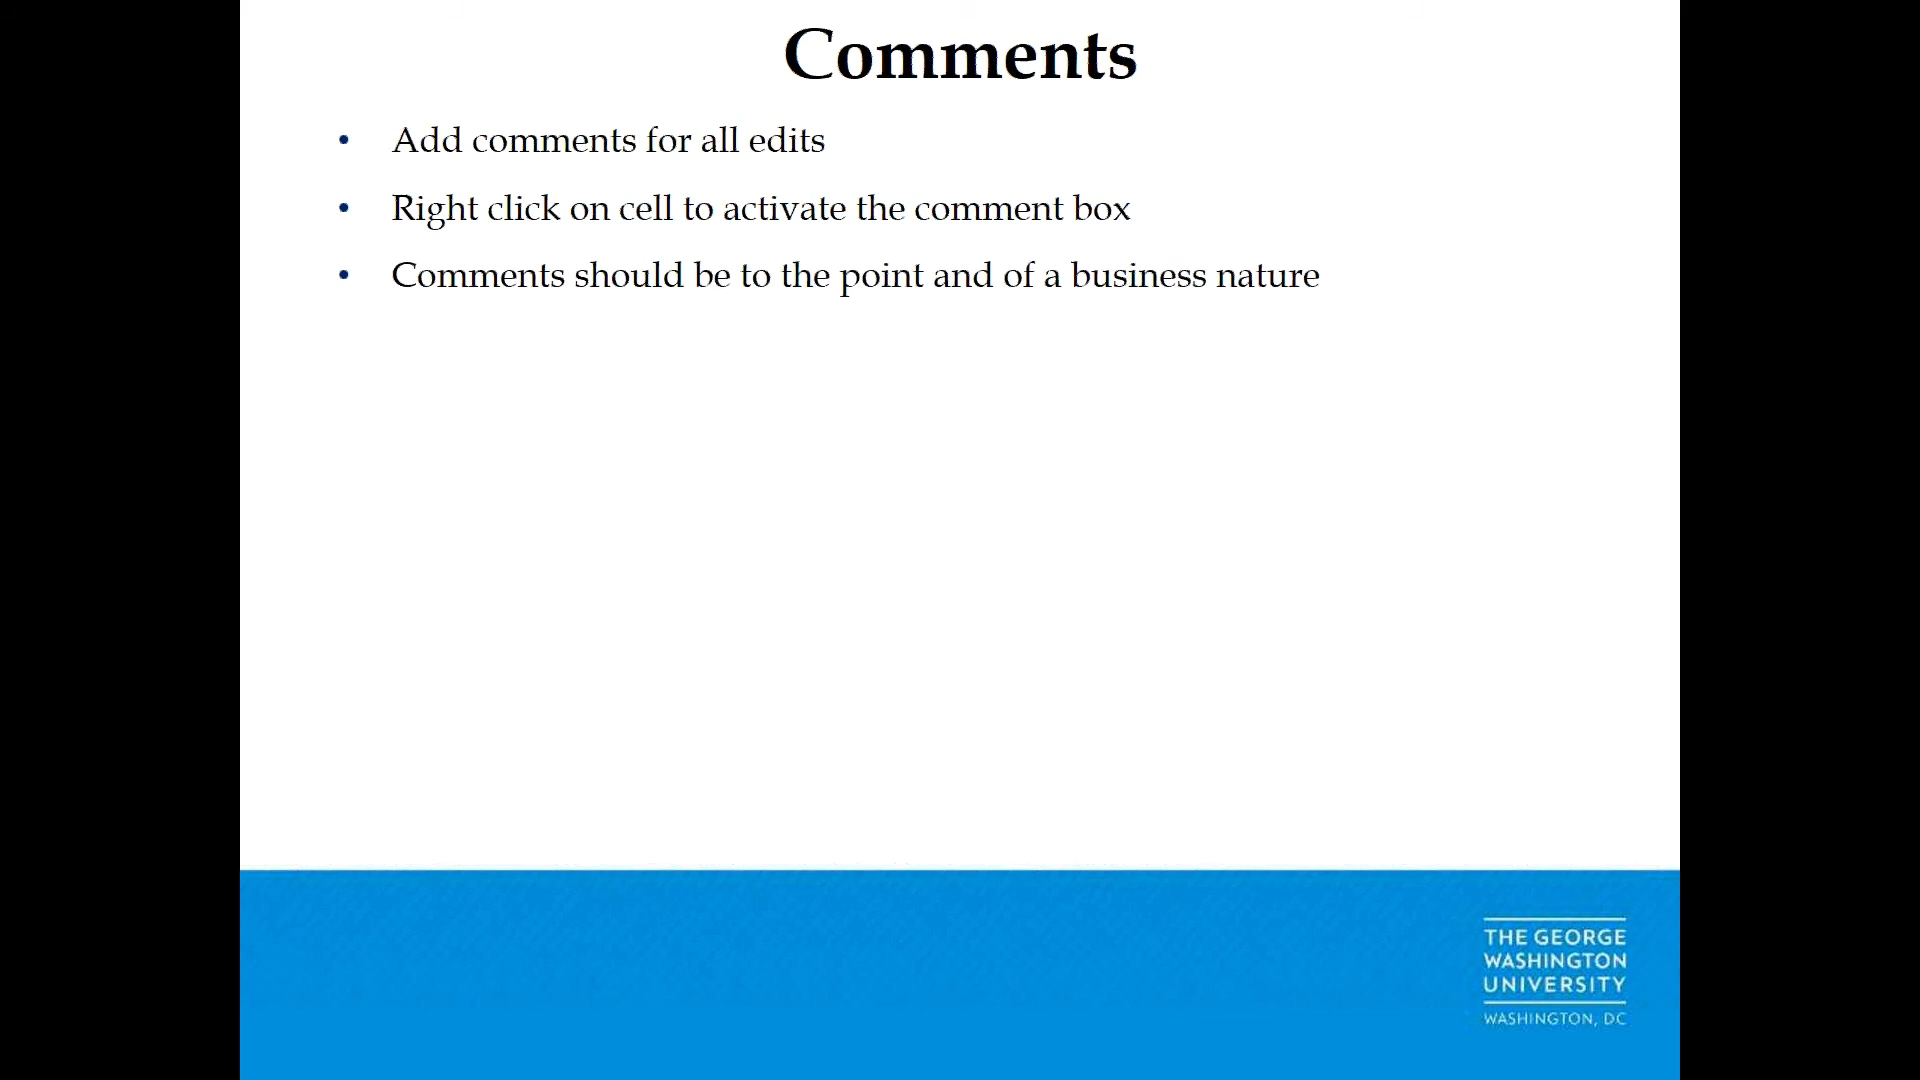 Comments
• Add comments for all edits
• Right click on cell to activate the comment box
• Comments should be to the point and of a business nature
THE GEORGE
WASHINGTON
UNIVERSITY
WASHINGTON, DC